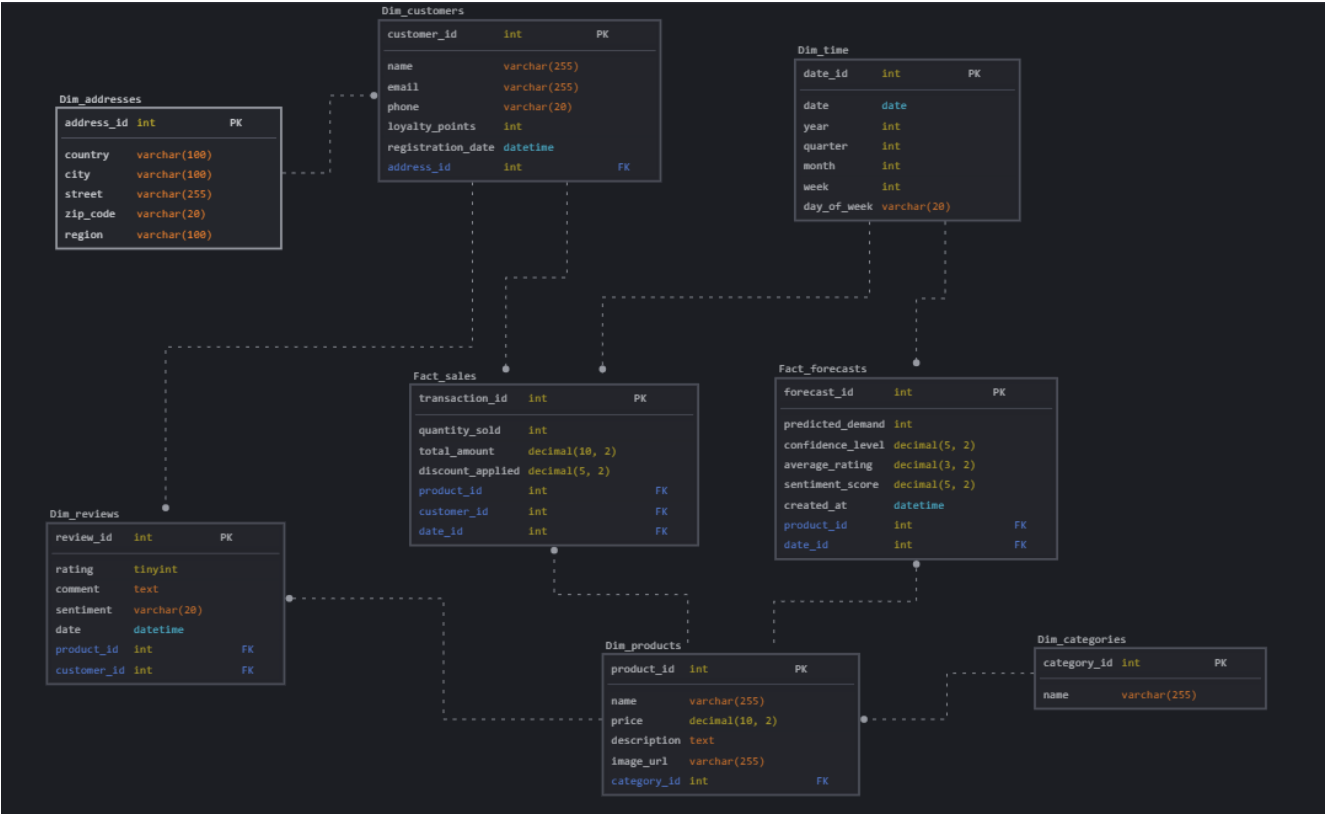 Dim_customers
customer_id int PK
name varchar(255)
email varchar(255)
phone varchar(20)
loyalty_points int
registration_date datetime
address_id int FK
Dim_time
date_id int PK
date date
year int
quarter int
month int
week int
day_of_week varchar(20)
Dim_addresses
address_id int PK
country varchar(100)
city varchar(100)
street varchar(255)
zip_code varchar(20)
region varchar(100)
Fact_sales
transaction_id int PK
quantity_sold int
total_amount decimal(10, 2)
discount_applied decimal(5, 2)
product_id int FK
customer_id int FK
date_id int FK
Fact_forecasts
forecast_id int PK
predicted_demand int
confidence_level decimal(5, 2)
average_rating decimal(3, 2)
sentiment_score decimal(5, 2)
created_at datetime
product_id int FK
date_id int FK
Dim_reviews
review_id int PK
rating tinyint
comment text
sentiment varchar(20)
date datetime
product_id int FK
customer_id int FK
Dim_products
product_id int PK
name varchar(255)
price decimal(10, 2)
description text
image_url varchar(255)
category_id int FK
Dim_categories
category_id int PK
name varchar(255)